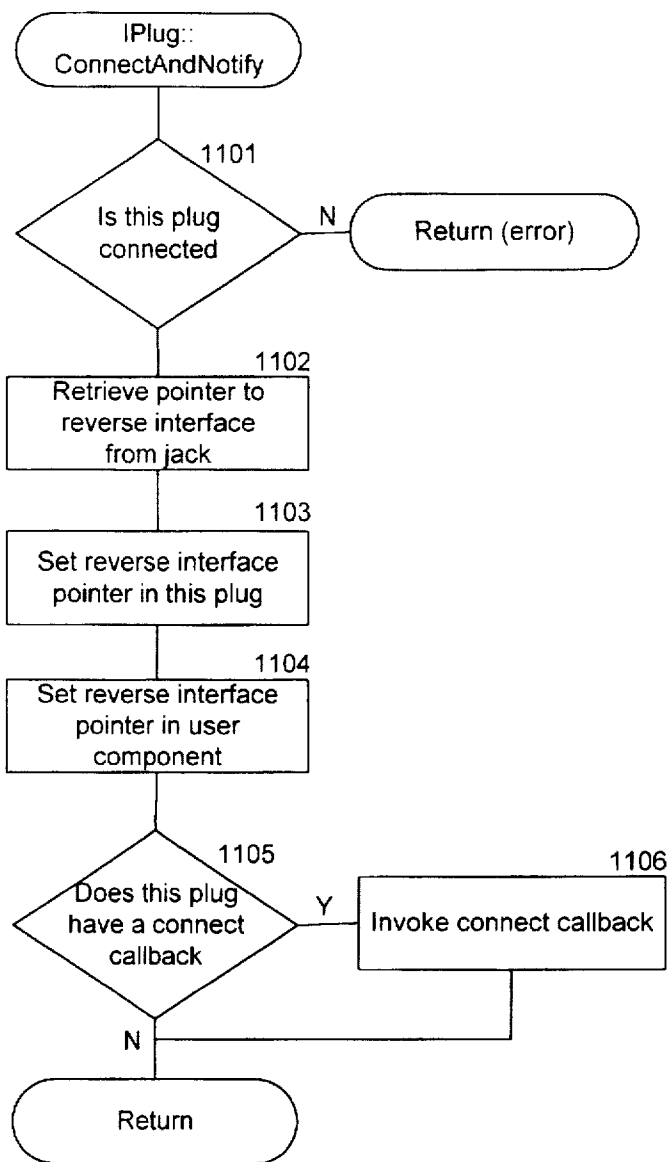 IPlug::
ConnectAndNotify
1101
Is this plug
connected
N
Return (error)
1102
Retrieve pointer to
reverse interface
from jack
1103
Set reverse interface
pointer in this plug
1104
Set reverse interface
pointer in user
component
1105
Does this plug
have a connect
callback
Y
1106
Invoke connect callback
N
Return